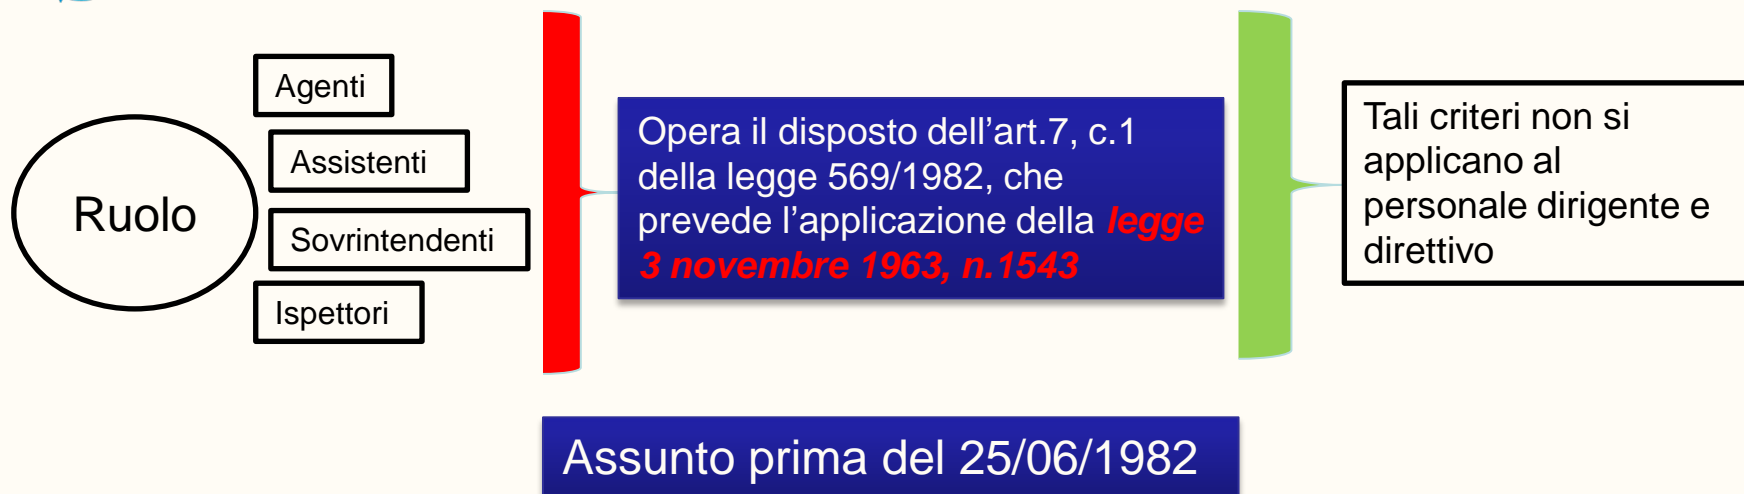 Ruolo
Agenti
Assistenti
Sovrintendenti
Ispettori
Opera il disposto dell’art.7, c.1
della legge 569/1982, che
prevede l’applicazione della legge
3 novembre 1963, n.1543
Tali criteri non si
applicano al
personale dirigente e
direttivo
Assunto prima del 25/06/1982